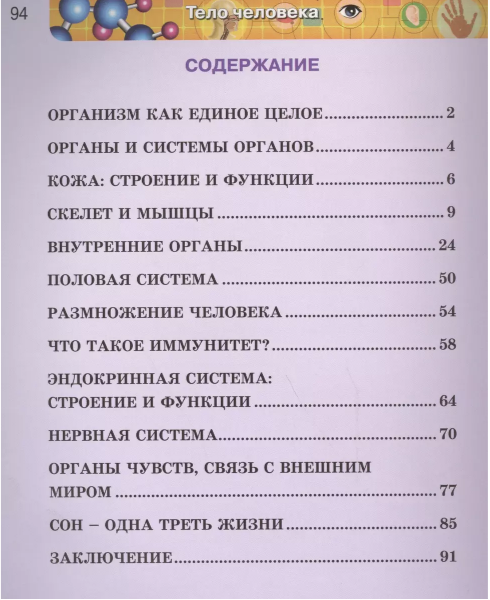 94
Тело человека
СОДЕРЖАНИЕ
ОРГАНИЗМ КАК ЕДИНОЕ ЦЕЛОЕ.................................2
ОРГАНЫ И СИСТЕМЫ ОРГАНОВ...................................4
КОЖА: СТРОЕНИЕ И ФУНКЦИИ...................................6
СКЕЛЕТ И МЫШЦЫ................................................9
ВНУТРЕННИЕ ОРГАНЫ............................................24
ПОЛОВАЯ СИСТЕМА..............................................50
РАЗМНОЖЕНИЕ ЧЕЛОВЕКА.......................................54
ЧТО ТАКОЕ ИММУНИТЕТ?.........................................58
ЭНДОКРИННАЯ СИСТЕМА:
СТРОЕНИЕ И ФУНКЦИИ..........................................64
НЕРВНАЯ СИСТЕМА..............................................70
ОРГАНЫ ЧУВСТВ, СВЯЗЬ С ВНЕШНИМ
МИРОМ............................................................77
СОН – ОДНА ТРЕТЬ ЖИЗНИ......................................85
ЗАКЛЮЧЕНИЕ.....................................................91